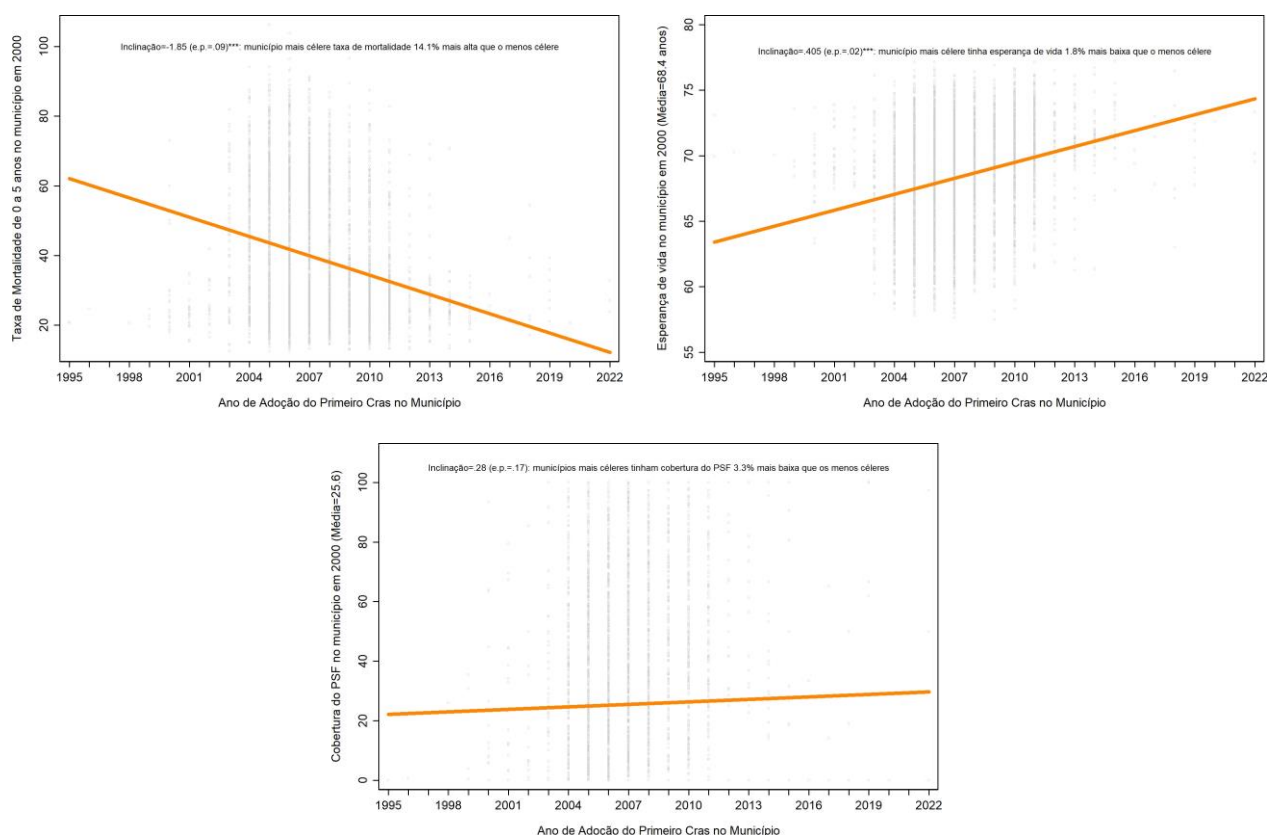 Taxa de Mortalidade de 0 a 5 anos no município em 2000
Inclinação=-1.85 (e.p.=.09)***: município mais célere taxa de mortalidade 14.1% mais alta que o menos célere
100
80
60
40
20
1995 1998 2001 2004 2007 2010 2013 2016 2019 2022
Ano de Adoção do Primeiro Cras no Município
Esperança de vida no município em 2000 (Média=68.4 anos)
Inclinação=.405 (e.p.=.02)***: município mais célere tinha esperança de vida 1.8% mais baixa que o menos célere
80
75
70
65
60
55
1995 1998 2001 2004 2007 2010 2013 2016 2019 2022
Ano de Adoção do Primeiro Cras no Município
Cobertura do PSF no município em 2000 (Média=25.6)
Inclinação=.28 (e.p.=.17): municípios mais céleres tinham cobertura do PSF 3.3% mais baixa que os menos céleres
100
80
60
40
20
0
1995 1998 2001 2004 2007 2010 2013 2016 2019 2022
Ano de Adoção do Primeiro Cras no Município